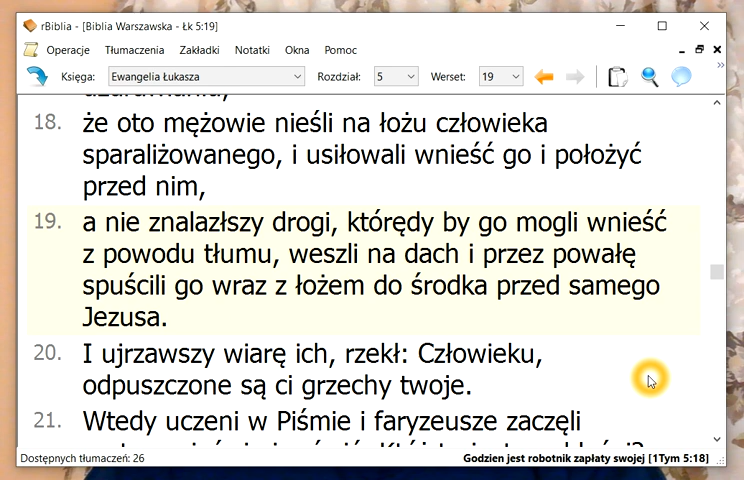 rBiblia - [Biblia Warszawska - Łk 5:19]
Operacje Tłumaczenia Zakładki Notatki Okna Pomoc
Księga: Ewangelia Łukasza Rozdział: 5 Werset: 19
18. że oto mężowie nieśli na łożu człowieka
sparaliżowanego, i usiłowali wnieść go i położyć
przed nim,
19. a nie znalazłszy drogi, którędy by go mogli wnieść
z powodu tłumu, weszli na dach i przez powałę
spuścili go wraz z łożem do środka przed samego
Jezusa.
20. I ujrzawszy wiarę ich, rzekł: Człowieku,
odpuszczone są ci grzechy twoje.
21. Wtedy uczeni w Piśmie i faryzeusze zaczęli
Dostępnych tłumaczeń: 26 Godzien jest robotnik zapłaty swojej [1Tym 5:18]